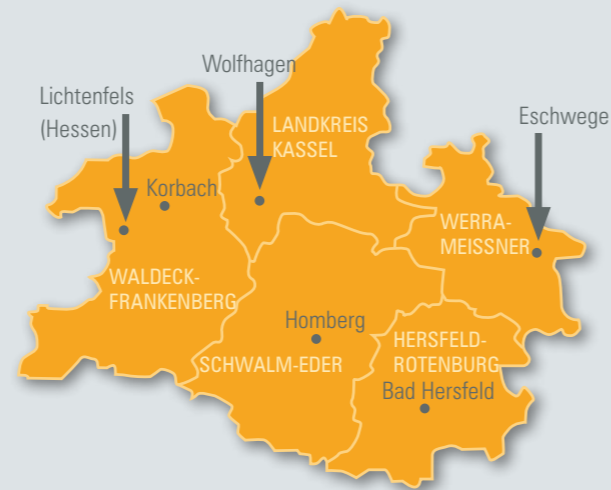 Wolfhagen
Lichtenfels
(Hessen)
Eschwege
LANDKREIS
KASSEL
Korbach
WERRA-
MEISSNER
WALDECK-
FRANKENBERG
Homberg
HERSFELD-
ROTENBURG
SCHWALM-EDER
Bad Hersfeld